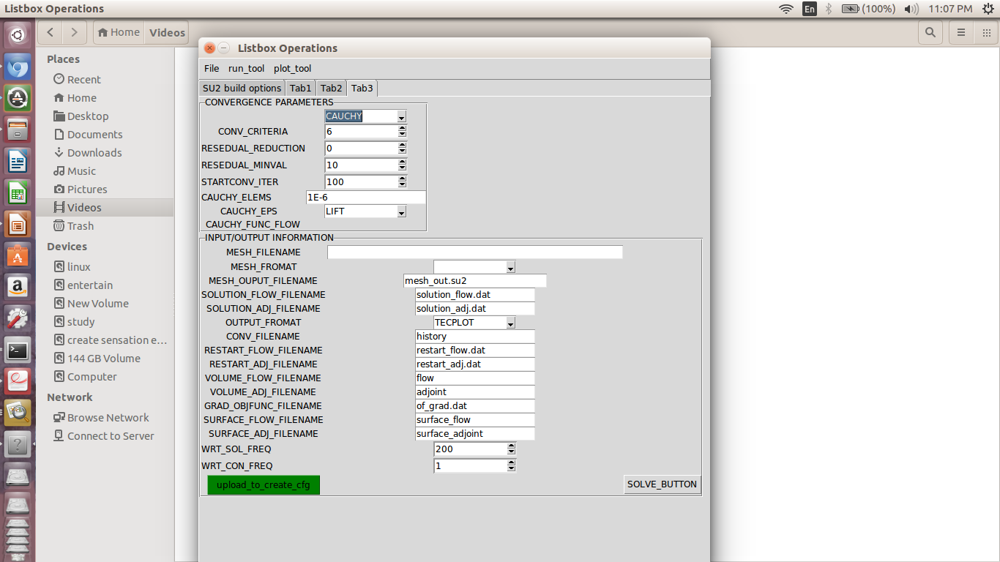 Listbox Operations
En (100%) 11:07 PM
Home Videos
Places
Recent
Home
Desktop
Documents
Downloads
Music
Pictures
Videos
Trash
Devices
linux
entertain
New Volume
study
create sensation e...
144 GB Volume
Computer
Network
Browse Network
Connect to Server
Listbox Operations
File run_tool plot_tool
SU2 build options Tab1 Tab2 Tab3
CONVERGENCE PARAMETERS
CAUCHY
CONV_CRITERIA 6
RESEDUAL_REDUCTION 0
RESEDUAL_MINVAL 10
STARTCONV_ITER 100
CAUCHY_ELEMS 1E-6
CAUCHY_EPS LIFT
CAUCHY_FUNC_FLOW
INPUT/OUTPUT INFORMATION
MESH_FILENAME
MESH_FROMAT
MESH_OUPUT_FILENAME mesh_out.su2
SOLUTION_FLOW_FILENAME solution_flow.dat
SOLUTION_ADJ_FILENAME solution_adj.dat
OUTPUT_FROMAT TECPLOT
CONV_FILENAME history
RESTART_FLOW_FILENAME restart_flow.dat
RESTART_ADJ_FILENAME restart_adj.dat
VOLUME_FLOW_FILENAME flow
VOLUME_ADJ_FILENAME adjoint
GRAD_OBJFUNC_FILENAME of_grad.dat
SURFACE_FLOW_FILENAME surface_flow
SURFACE_ADJ_FILENAME surface_adjoint
WRT_SOL_FREQ 200
WRT_CON_FREQ 1
upload_to_create_cfg SOLVE_BUTTON